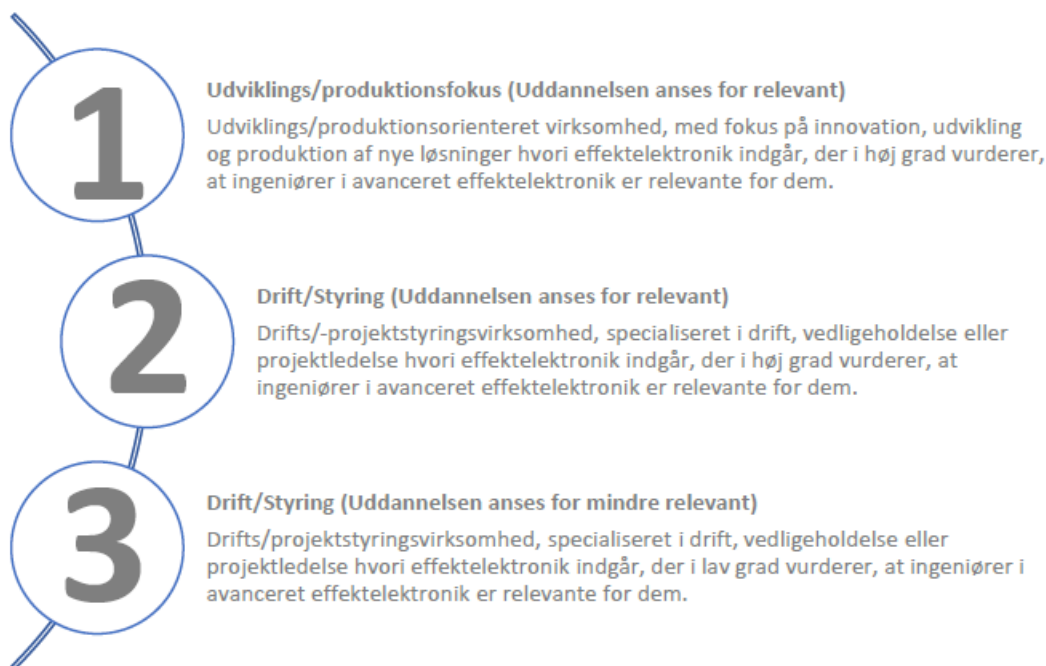 1
Udviklings/produktionsfokus (Uddannelsen anses for relevant)
Udviklings/produktionsorienteret virksomhed, med fokus på innovation, udvikling
og produktion af nye løsninger hvori effektelektronik indgår, der i høj grad vurderer,
at ingeniører i avanceret effektelektronik er relevante for dem.
2
Drift/Styring (Uddannelsen anses for relevant)
Drifts/-projektstyringsvirksomhed, specialiseret i drift, vedligeholdelse eller
projektledelse hvori effektelektronik indgår, der i høj grad vurderer, at
ingeniører i avanceret effektelektronik er relevante for dem.
3
Drift/Styring (Uddannelsen anses for mindre relevant)
Drifts/projektstyringsvirksomhed, specialiseret i drift, vedligeholdelse eller
projektledelse hvori effektelektronik indgår, der i lav grad vurderer, at ingeniører i
avanceret effektelektronik er relevante for dem.